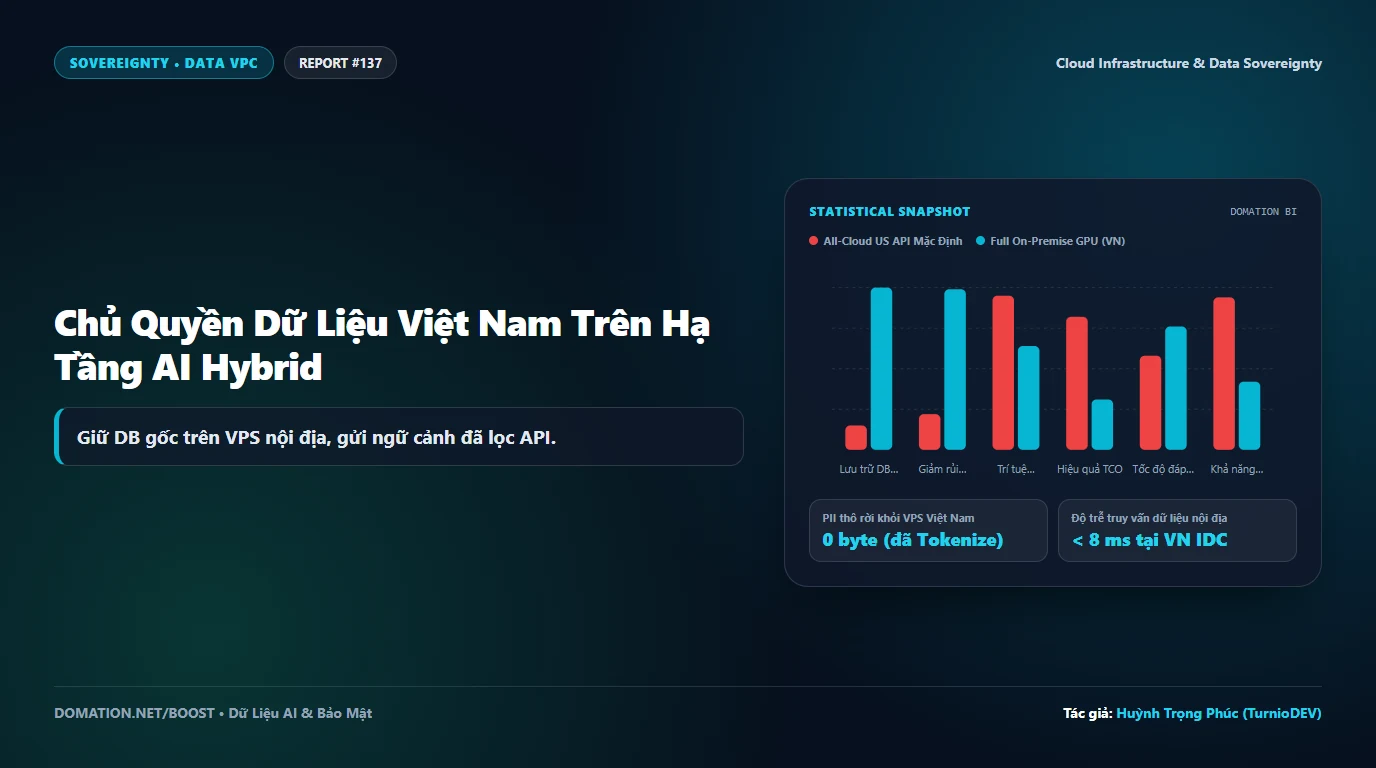 SOVEREIGNTY • DATA VPC
REPORT #137
Cloud Infrastructure & Data Sovereignty
Chủ Quyền Dữ Liệu Việt Nam Trên Hạ
Tầng AI Hybrid
Giữ DB gốc trên VPS nội địa, gửi ngữ cảnh đã lọc API.
STATISTICAL SNAPSHOT
DOMATION BI
All-Cloud US API Mặc Định
Full On-Premise GPU (VN)
Lưu trữ DB...
Giảm rủi...
Trí tuệ...
Hiệu quả TCO
Tốc độ đáp...
Khả năng...
PII thô rời khỏi VPS Việt Nam
0 byte (đã Tokenize)
Độ trễ truy vấn dữ liệu nội địa
< 8 ms tại VN IDC
DOMATION.NET/BOOST • Dữ Liệu AI & Bảo Mật
Tác giả: Huỳnh Trọng Phúc (TurnioDEV)